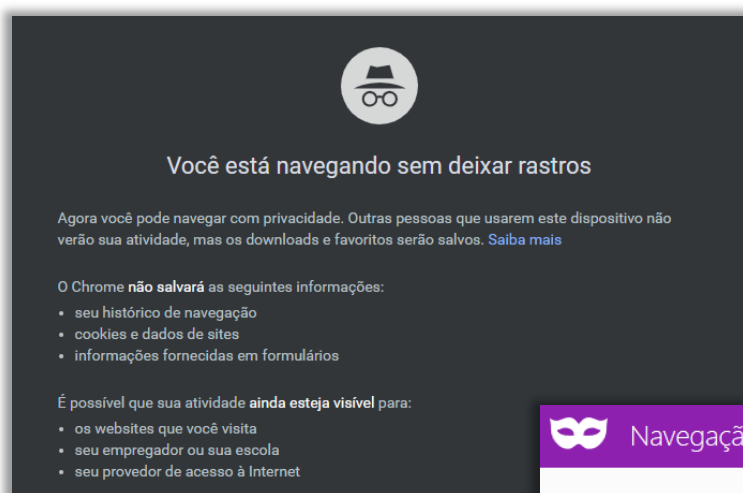 Você está navegando sem deixar rastros
Agora você pode navegar com privacidade. Outras pessoas que usarem este dispositivo não
verão sua atividade, mas os downloads e favoritos serão salvos. Saiba mais
O Chrome não salvará as seguintes informações:
• seu histórico de navegação
• cookies e dados de sites
• informações fornecidas em formulários
É possível que sua atividade ainda esteja visível para:
• os websites que você visita
• seu empregador ou sua escola
• seu provedor de acesso à Internet
Navegaçã